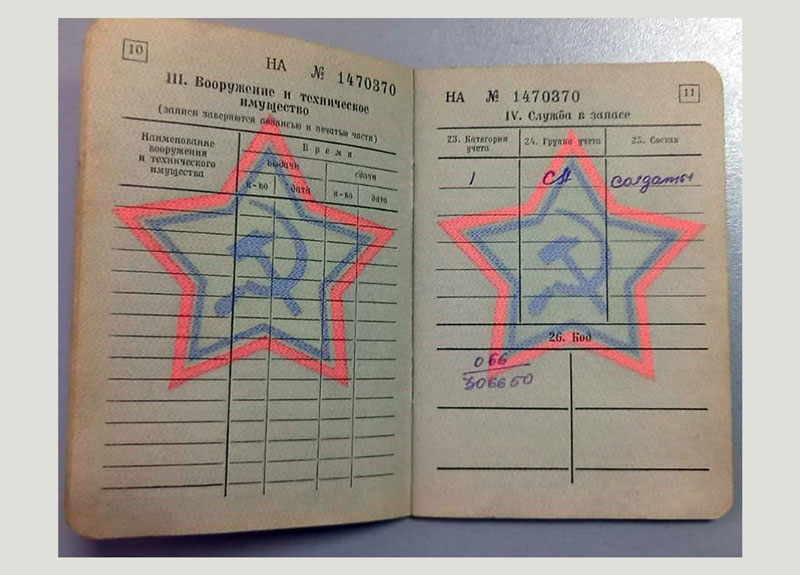 10
НА № 1470370
III. Вооружение и техническое
имущество
(записи заверяются подписью и печатью части)
Наименование
вооружения
и технического
имущества
Время
выдачи
сдачи
к-во
дата
к-во
дата
НА № 1470370
11
IV. Служба в запасе
23. Категория
учета
24. Группа учета
25. Состав
1
СА
солдаты
26. Код
066
506650